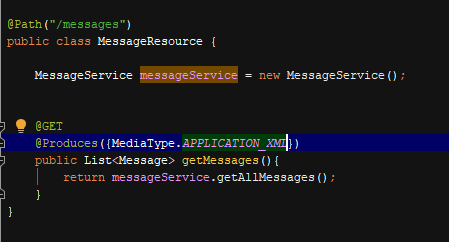 @Path("/messages")
public class MessageResource {
MessageService messageService = new MessageService();
@GET
@Produces({MediaType.APPLICATION_XML})
public List<Message> getMessages(){
return messageService.getAllMessages();
}
}